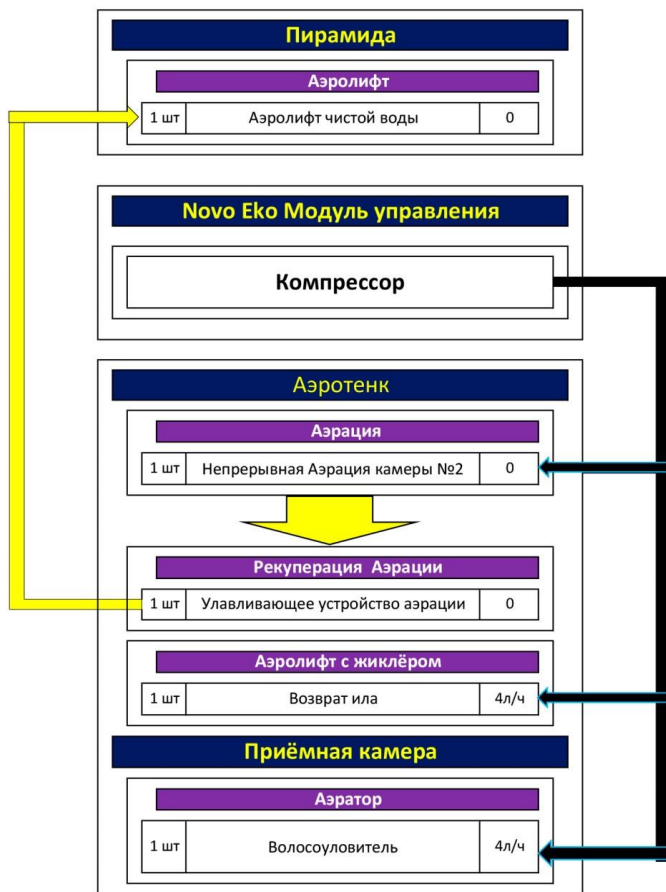 Пирамида
Аэролифт
1 шт Аэролифт чистой воды 0
Novo Eko Модуль управления
Компрессор
Аэротенк
Аэрация
1 шт Непрерывная Аэрация камеры №2 0
Рекуперация Аэрации
1 шт Улавливающее устройство аэрации 0
Аэролифт с жиклёром
1 шт Возврат ила 4л/ч
Приёмная камера
Аэратор
1 шт Волосоуловитель 4л/ч